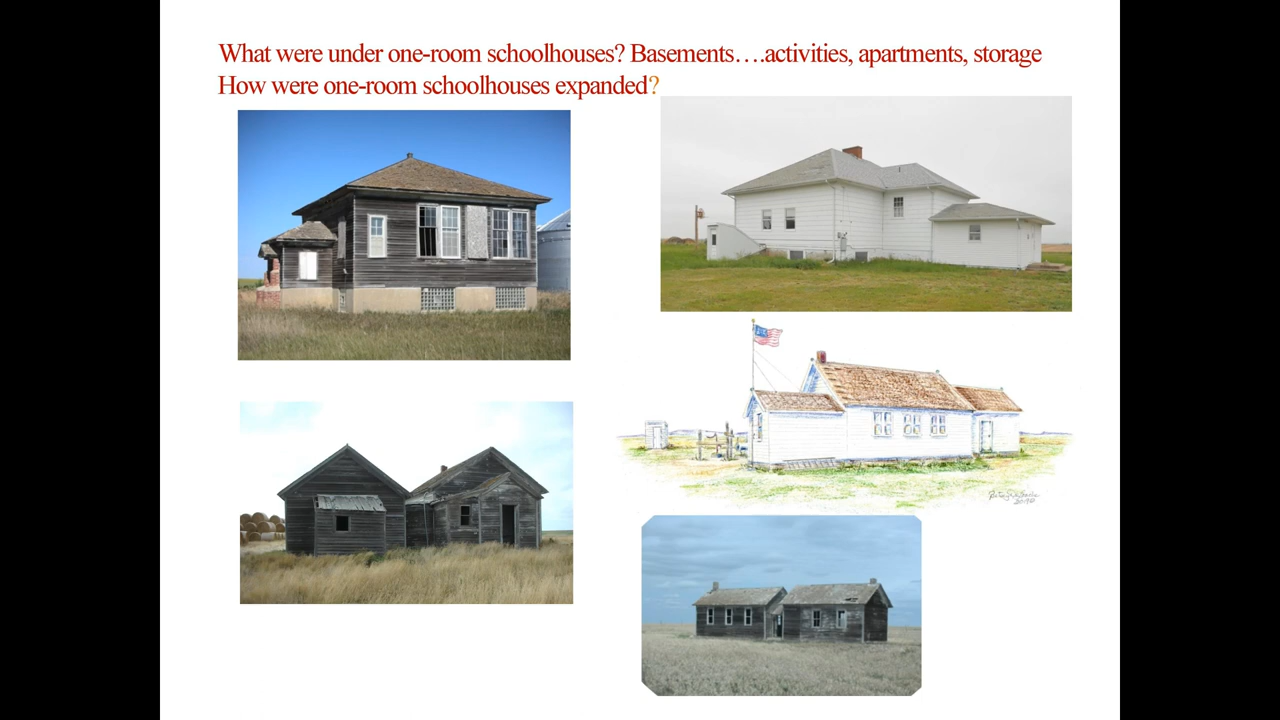 What were under one-room schoolhouses? Basements….activities, apartments, storage
How were one-room schoolhouses expanded?